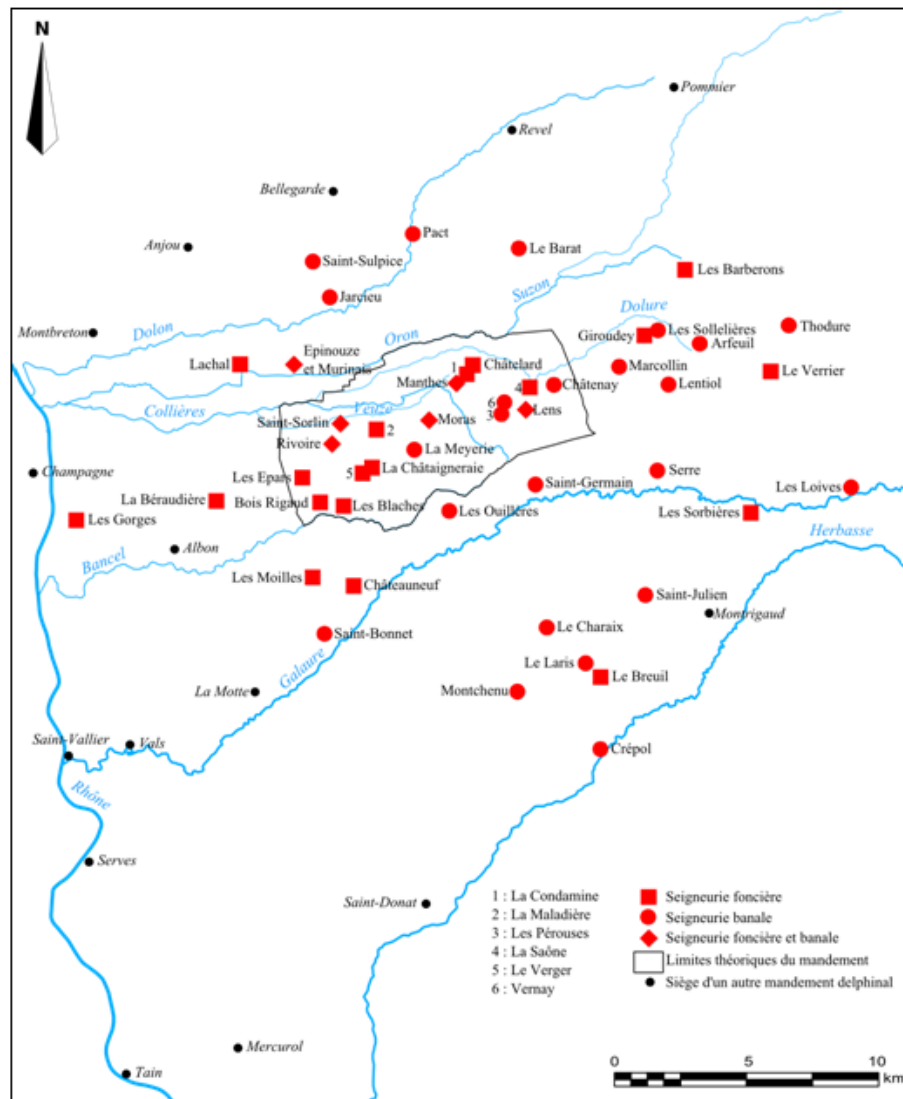 N
Pommier
Revel
Bellegarde
Pact
Anjou
Le Barat
Saint-Sulpice
Les Barberons
Suzon
Jarcieu
Dolure
Dolon
Montbreton
Oron
Les Sollelières
Thodure
Giroudey
Arfeuil
Epinouze
et Murinais
Lachal
1
Châtelard
Marcollin
Le Verrier
Manthes
4
Châtenay
Lentiol
6
Collières
Veuze
3
Lens
Saint-Sorlin
Moras
2
Rivoire
La Meyerie
Champagne
5
La Châtaigneraie
Serre
Les Epars
Saint-Germain
Les Loives
La Béraudière
Bois Rigaud
Les Blaches
Les Ouillères
Les Sorbières
Les Gorges
Herbasse
Albon
Bancel
Les Moilles
Châteauneuf
Saint-Julien
Montrigaud
Le Charaix
Saint-Bonnet
Galaure
Le Laris
Le Breuil
La Motte
Montchenu
Saint-Vallier
Vals
Crépol
Rhône
Serves
Saint-Donat
1 : La Condamine
2 : La Maladière
3 : Les Pérouses
4 : La Saône
5 : Le Verger
6 : Vernay
Seigneurie foncière
Seigneurie banale
Seigneurie foncière et banale
Limites théoriques du mandement
Siège d'un autre mandement delphinal
Mercurol
Tain
0 5 10
km